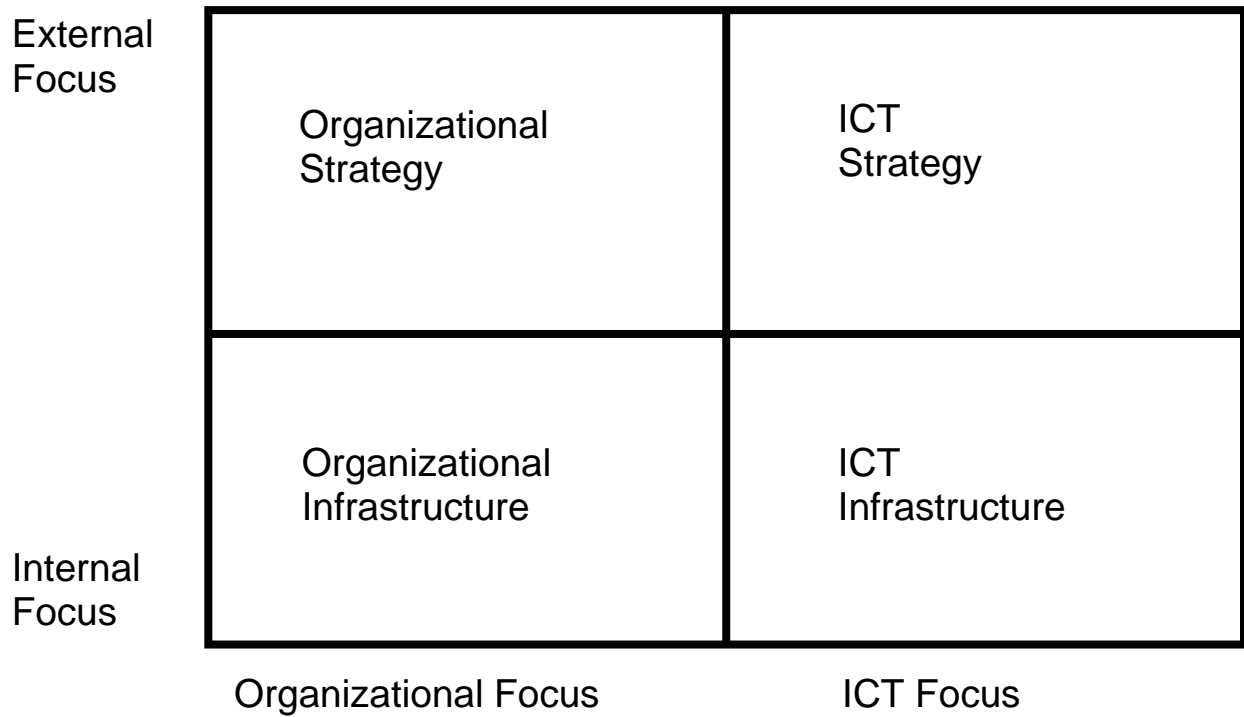 External
Focus
Organizational
Strategy
ICT
Strategy
Organizational
Infrastructure
ICT
Infrastructure
Internal
Focus
Organizational Focus
ICT Focus